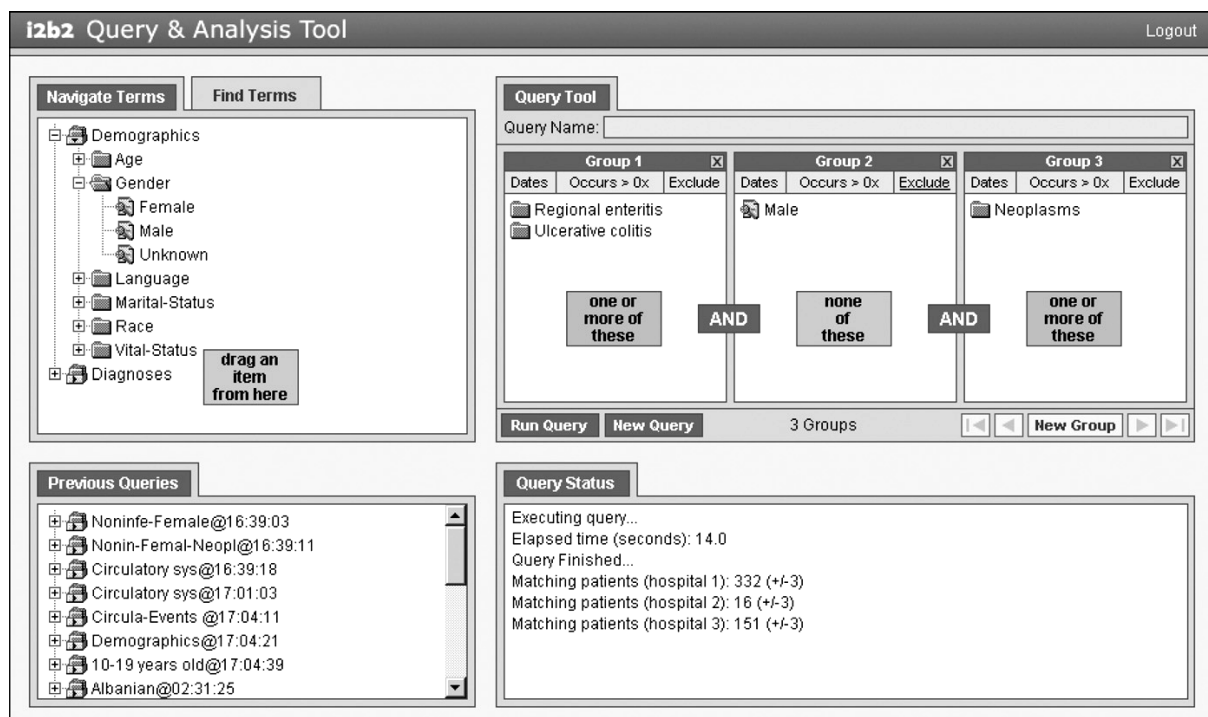 i2b2 Query & Analysis Tool
Logout
Navigate Terms
Find Terms
Demographics
Age
Gender
Female
Male
Unknown
Language
Marital-Status
Race
Vital-Status
Diagnoses
drag an
item
from here
Query Tool
Query Name:
Group 1 X
Dates Occurs > 0x Exclude
Regional enteritis
Ulcerative colitis
one or
more of
these
AND
Group 2 X
Dates Occurs > 0x Exclude
Male
none
of
these
AND
Group 3 X
Dates Occurs > 0x Exclude
Neoplasms
one or
more of
these
Run Query New Query 3 Groups New Group
Previous Queries
Noninfe-Female@16:39:03
Nonin-Femal-Neopl@16:39:11
Circulatory sys@16:39:18
Circulatory sys@17:01:03
Circula-Events @17:04:11
Demographics@17:04:21
10-19 years old@17:04:39
Albanian@02:31:25
Query Status
Executing query...
Elapsed time (seconds): 14.0
Query Finished...
Matching patients (hospital 1): 332 (+/-3)
Matching patients (hospital 2): 16 (+/-3)
Matching patients (hospital 3): 151 (+/-3)